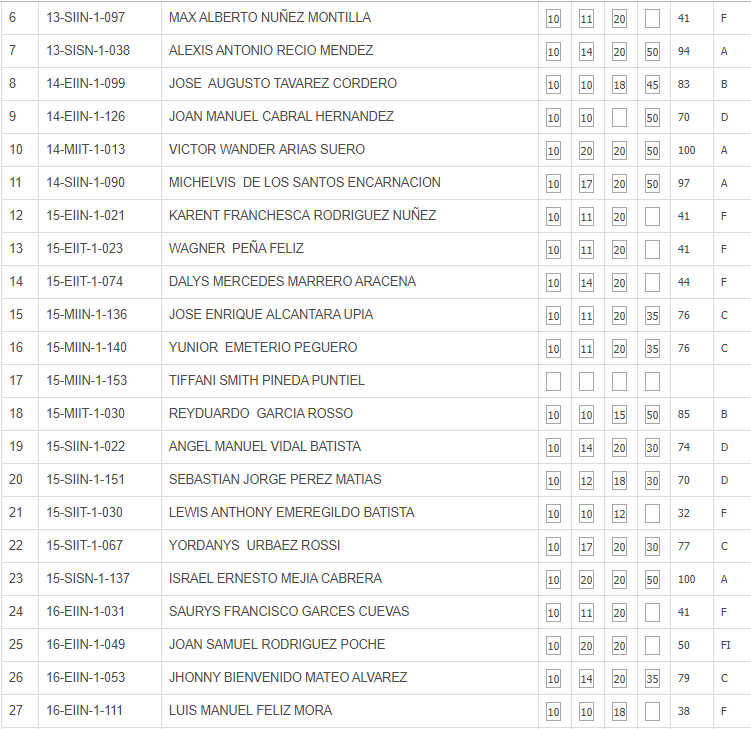 6 13-SIIN-1-097 MAX ALBERTO NUÑEZ MONTILLA 10 11 20 41 F
7 13-SISN-1-038 ALEXIS ANTONIO RECIO MENDEZ 10 14 20 50 94 A
8 14-EIIN-1-099 JOSE  AUGUSTO TAVAREZ CORDERO 10 10 18 45 83 B
9 14-EIIN-1-126 JOAN MANUEL CABRAL HERNANDEZ 10 10 50 70 D
10 14-MIIT-1-013 VICTOR WANDER ARIAS SUERO 10 20 20 50 100 A
11 14-SIIN-1-090 MICHELVIS  DE LOS SANTOS ENCARNACION 10 17 20 50 97 A
12 15-EIIN-1-021 KARENT FRANCHESCA RODRIGUEZ NUÑEZ 10 11 20 41 F
13 15-EIIT-1-023 WAGNER  PEÑA FELIZ 10 11 20 41 F
14 15-EIIT-1-074 DALYS MERCEDES MARRERO ARACENA 10 14 20 44 F
15 15-MIIN-1-136 JOSE ENRIQUE ALCANTARA UPIA 10 11 20 35 76 C
16 15-MIIN-1-140 YUNIOR  EMETERIO PEGUERO 10 11 20 35 76 C
17 15-MIIN-1-153 TIFFANI SMITH PINEDA PUNTIEL
18 15-MIIT-1-030 REYDUARDO  GARCIA ROSSO 10 10 15 50 85 B
19 15-SIIN-1-022 ANGEL MANUEL VIDAL BATISTA 10 14 20 30 74 D
20 15-SIIN-1-151 SEBASTIAN JORGE PEREZ MATIAS 10 12 18 30 70 D
21 15-SIIT-1-030 LEWIS ANTHONY EMEREGILDO BATISTA 10 10 12 32 F
22 15-SIIT-1-067 YORDANYS  URBAEZ ROSSI 10 17 20 30 77 C
23 15-SISN-1-137 ISRAEL ERNESTO MEJIA CABRERA 10 20 20 50 100 A
24 16-EIIN-1-031 SAURYS FRANCISCO GARCES CUEVAS 10 11 20 41 F
25 16-EIIN-1-049 JOAN SAMUEL RODRIGUEZ POCHE 10 20 20 50 FI
26 16-EIIN-1-053 JHONNY BIENVENIDO MATEO ALVAREZ 10 14 20 35 79 C
27 16-EIIN-1-111 LUIS MANUEL FELIZ MORA 10 10 18 38 F